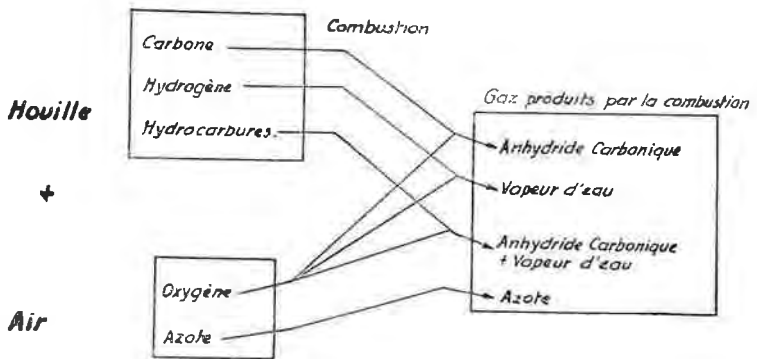 Combustion
Carbone
Hydrogène
Hydrocarbures
Houille
+
Air
Oxygène
Azote
Gaz produits par la combustion
Anhydride Carbonique
Vapeur d'eau
Anhydride Carbonique
+ Vapeur d'eau
Azote